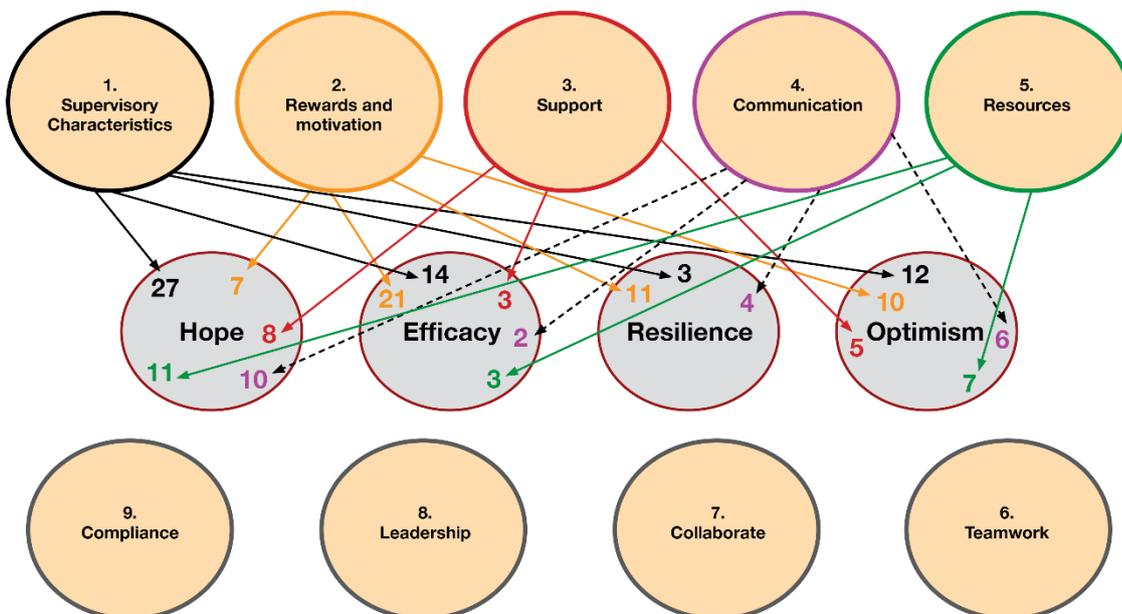 1.
Supervisory
Characteristics
2.
Rewards and
motivation
3.
Support
4.
Communication
5.
Resources
27
7
Hope
8
11
10
14
21
3
Efficacy
2
3
3
11
4
Resilience
12
10
Optimism
5
6
7
9.
Compliance
8.
Leadership
7.
Collaborate
6.
Teamwork